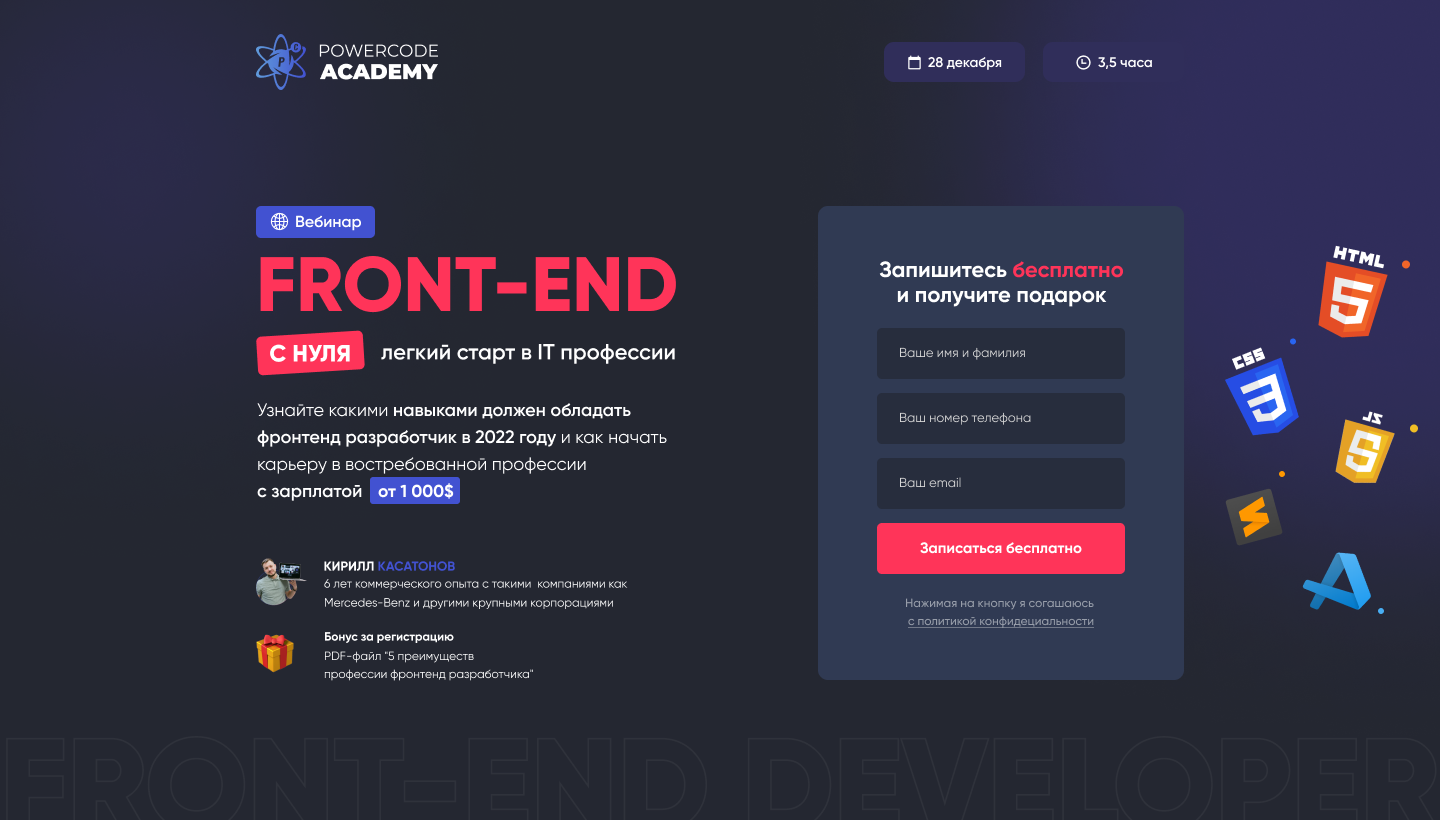 POWERCODE
ACADEMY
28 декабря
3,5 часа
Вебинар
FRONT-END
С НУЛЯ легкий старт в IT профессии
Узнайте какими навыками должен обладать
фронтенд разработчик в 2022 году и как начать
карьеру в востребованной профессии
с зарплатой от 1 000$
КИРИЛЛ КАСАТОНОВ
6 лет коммерческого опыта с такими компаниями как
Mercedes-Benz и другими крупными корпорациями
Бонус за регистрацию
PDF-файл "5 преимуществ
профессии фронтенд разработчика"
Запишитесь бесплатно
и получите подарок
Ваше имя и фамилия
Ваш номер телефона
Ваш email
Записаться бесплатно
Нажимая на кнопку я согашаюсь
с политикой конфидециальности
HTML
5
CSS
3
JS
5
FRONT-END DEVELOPER